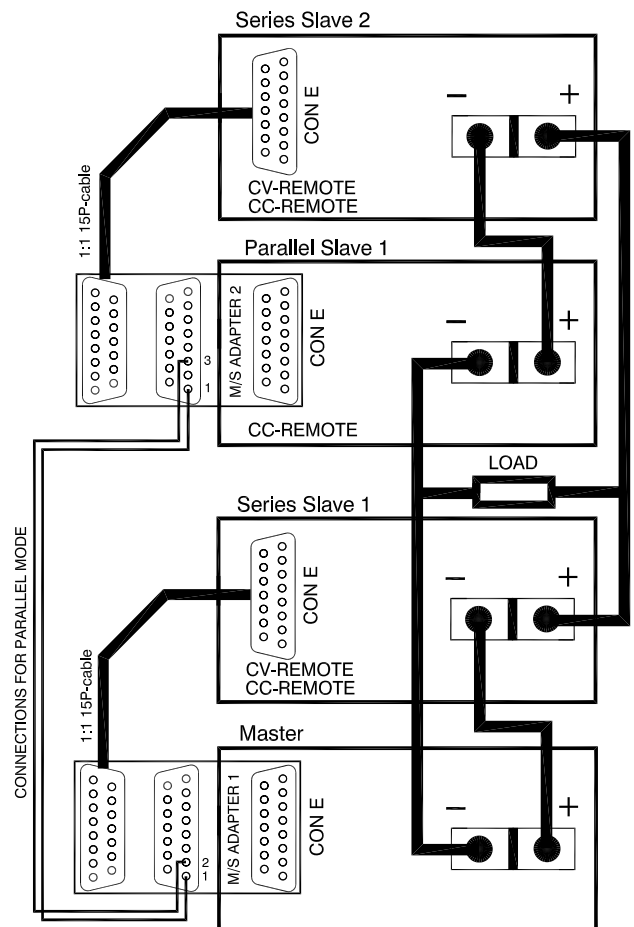 Series Slave 2
CON E
–
+
CV-REMOTE
CC-REMOTE
1:1 15P-cable
Parallel Slave 1
M/S ADAPTER 2
CON E
–
+
3
1
CC-REMOTE
LOAD
CONNECTIONS FOR PARALLEL MODE
Series Slave 1
CON E
–
+
CV-REMOTE
CC-REMOTE
1:1 15P-cable
Master
M/S ADAPTER 1
CON E
–
+
2
1